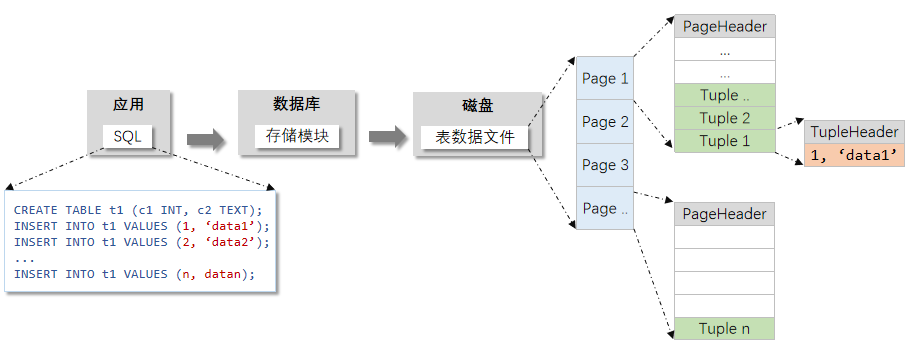 应用
SQL
数据库
存储模块
磁盘
表数据文件
CREATE TABLE t1 (c1 INT, c2 TEXT);
INSERT INTO t1 VALUES (1, ‘data1’);
INSERT INTO t1 VALUES (2, ‘data2’);
...
INSERT INTO t1 VALUES (n, datan);
Page 1
Page 2
Page 3
Page ..
PageHeader
...
...
Tuple ..
Tuple 2
Tuple 1
TupleHeader
1, ‘data1’
PageHeader
Tuple n